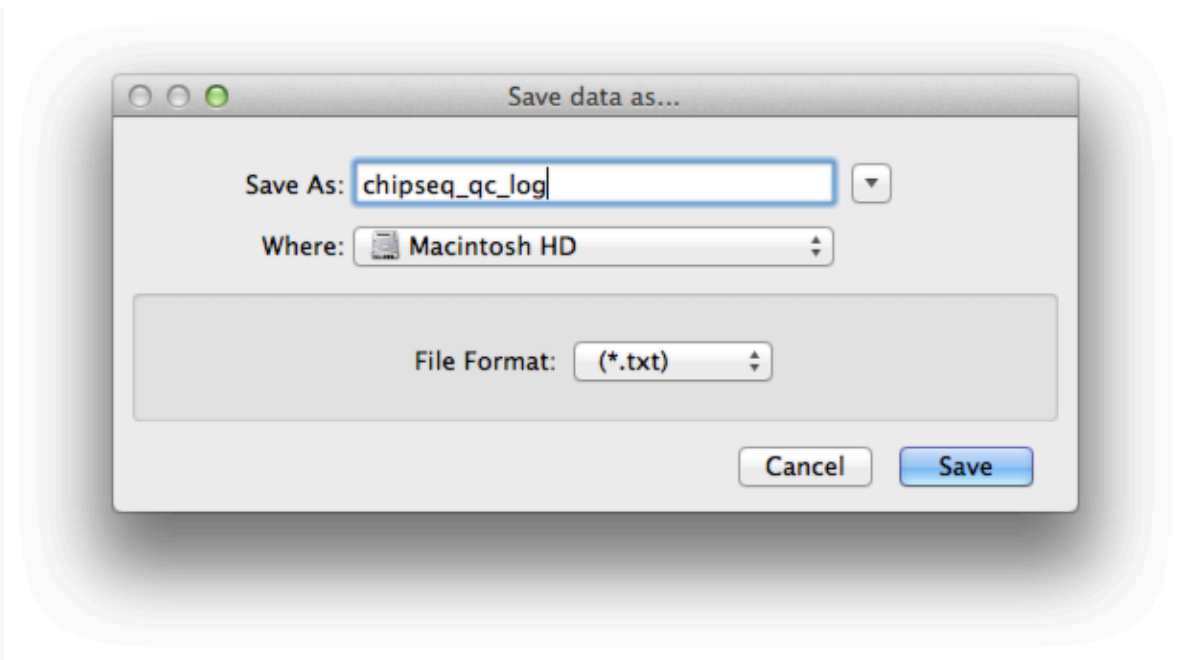 Save data as...
Save As: chipseq_qc_log
Where: Macintosh HD
File Format: (*.txt)
Cancel Save